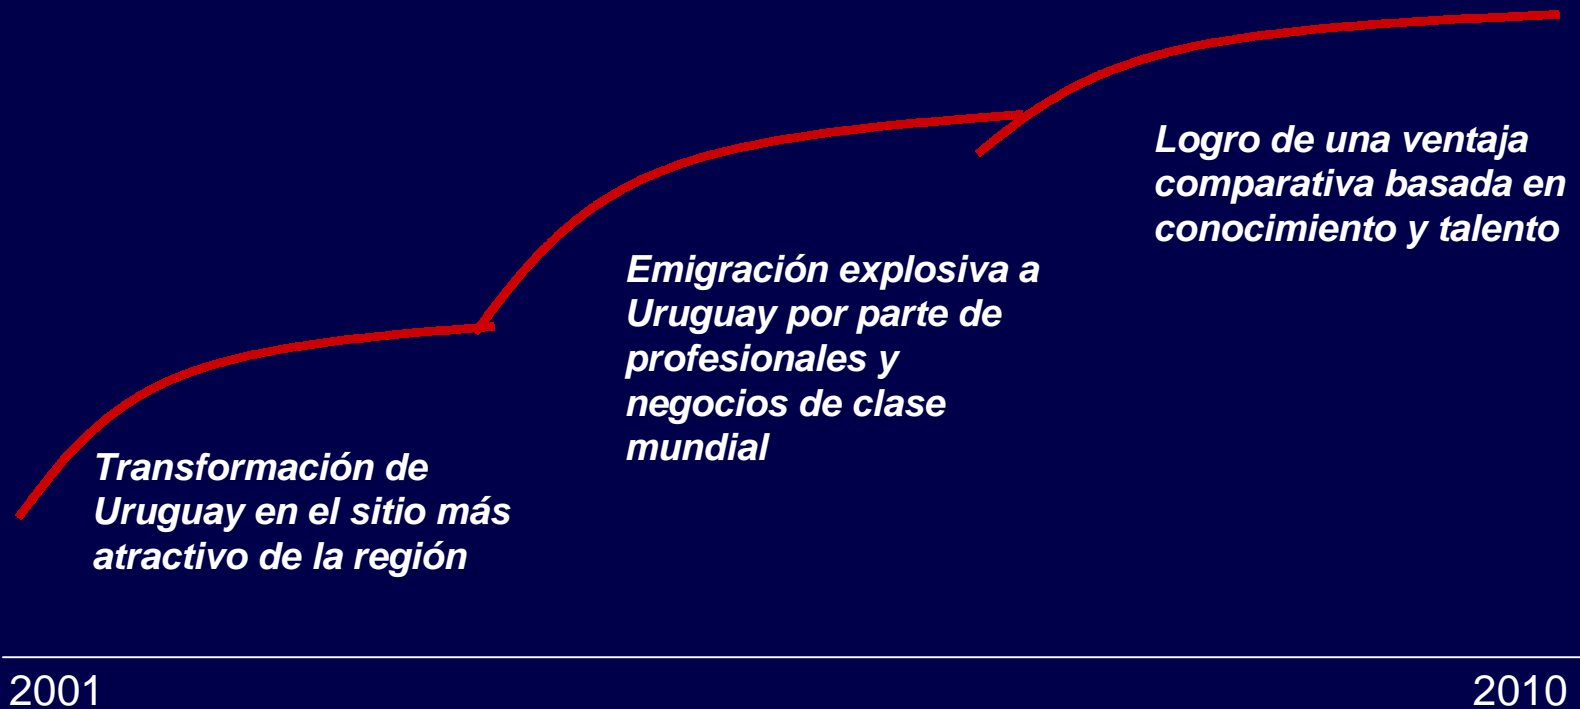 Logro de una ventaja
comparativa basada en
conocimiento y talento
Emigración explosiva a
Uruguay por parte de
profesionales y
negocios de clase
mundial
Transformación de
Uruguay en el sitio más
atractivo de la región
2001
2010